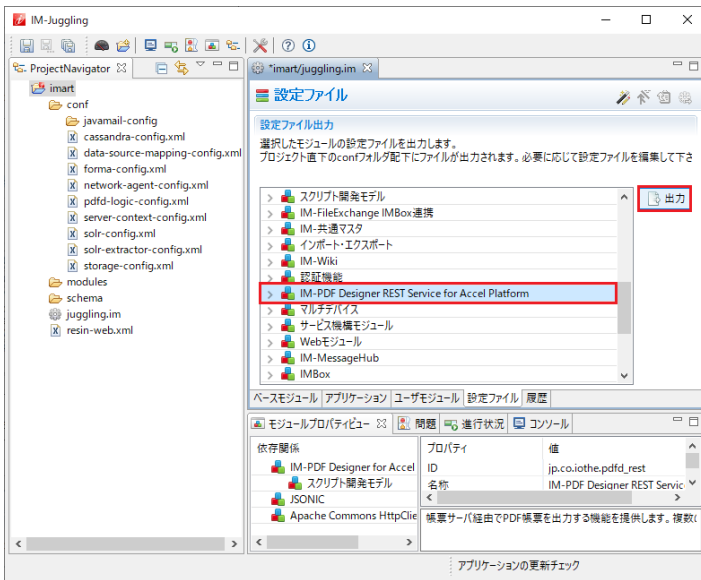 IM-Juggling
ProjectNavigator
imart
conf
javamail-config
cassandra-config.xml
data-source-mapping-config.xml
forma-config.xml
network-agent-config.xml
pdfd-logic-config.xml
server-context-config.xml
solr-config.xml
solr-extractor-config.xml
storage-config.xml
modules
schema
juggling.im
resin-web.xml
*imart/juggling.im
設定ファイル
設定ファイル出力
選択したモジュールの設定ファイルを出力します。
プロジェクト直下のconfフォルダ配下にファイルが出力されます。必要に応じて設定ファイルを編集して下さ
スクリプト開発モデル
IM-FileExchange IMBox連携
IM-共通マスタ
インポート・エクスポート
IM-Wiki
認証機能
IM-PDF Designer REST Service for Accel Platform
マルチデバイス
サービス機構モジュール
Webモジュール
IM-MessageHub
IMBox
出力
ベースモジュール アプリケーション ユーザモジュール 設定ファイル 履歴
モジュールプロパティビュー 問題 進行状況 コンソール
依存関係
IM-PDF Designer for Accel
スクリプト開発モデル
JSONIC
Apache Commons HttpClie
プロパティ 値
ID jp.co.iothe.pdfd_rest
名称 IM-PDF Designer REST Servic
帳票サーバ経由でPDF帳票を出力する機能を提供します。複数の
アプリケーションの更新チェック